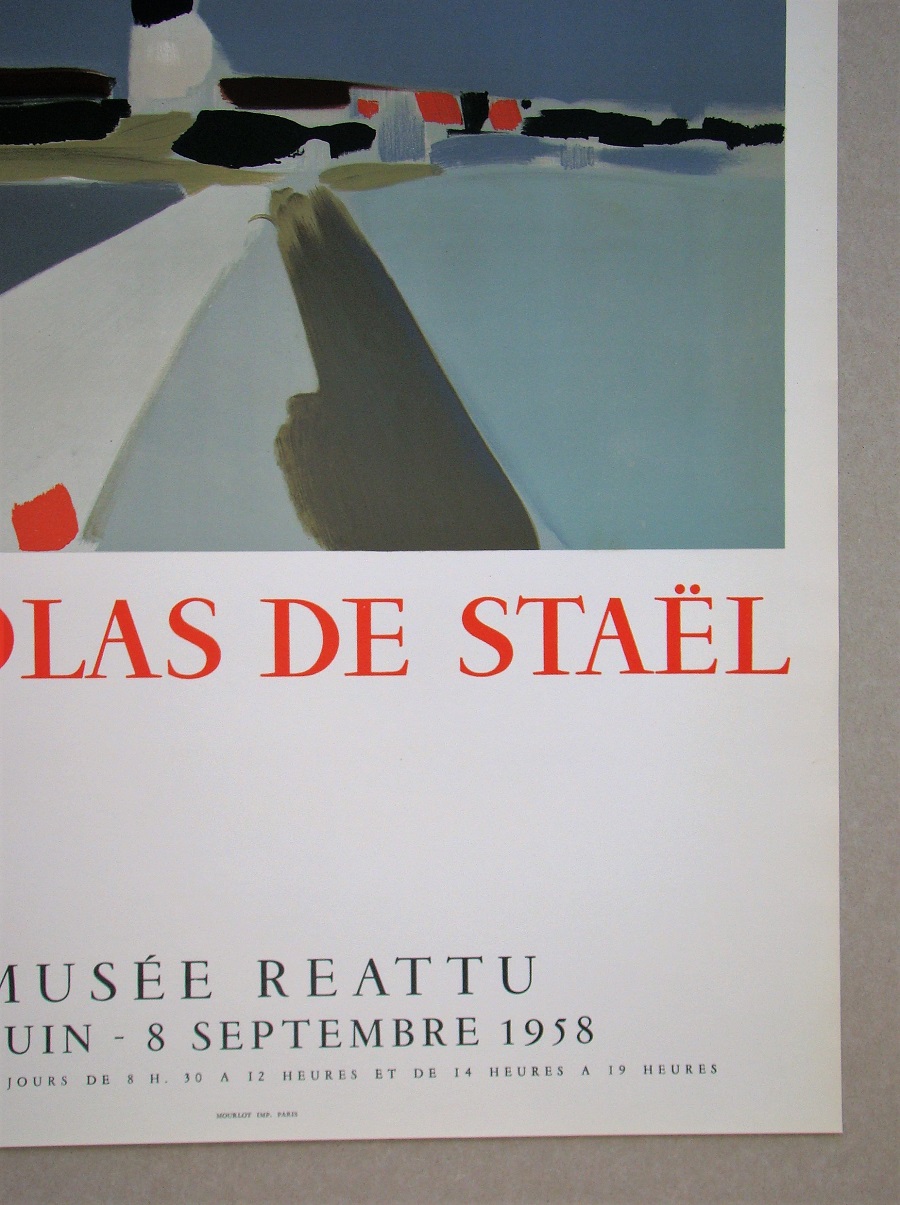 OLAS DE STAËL
MUSÉE REATTU
UIN - 8 SEPTEMBRE 1958
JOURS DE 8 H. 30 A 12 HEURES ET DE 14 HEURES A 19 HEURES
MOURLOT IMP. PARIS